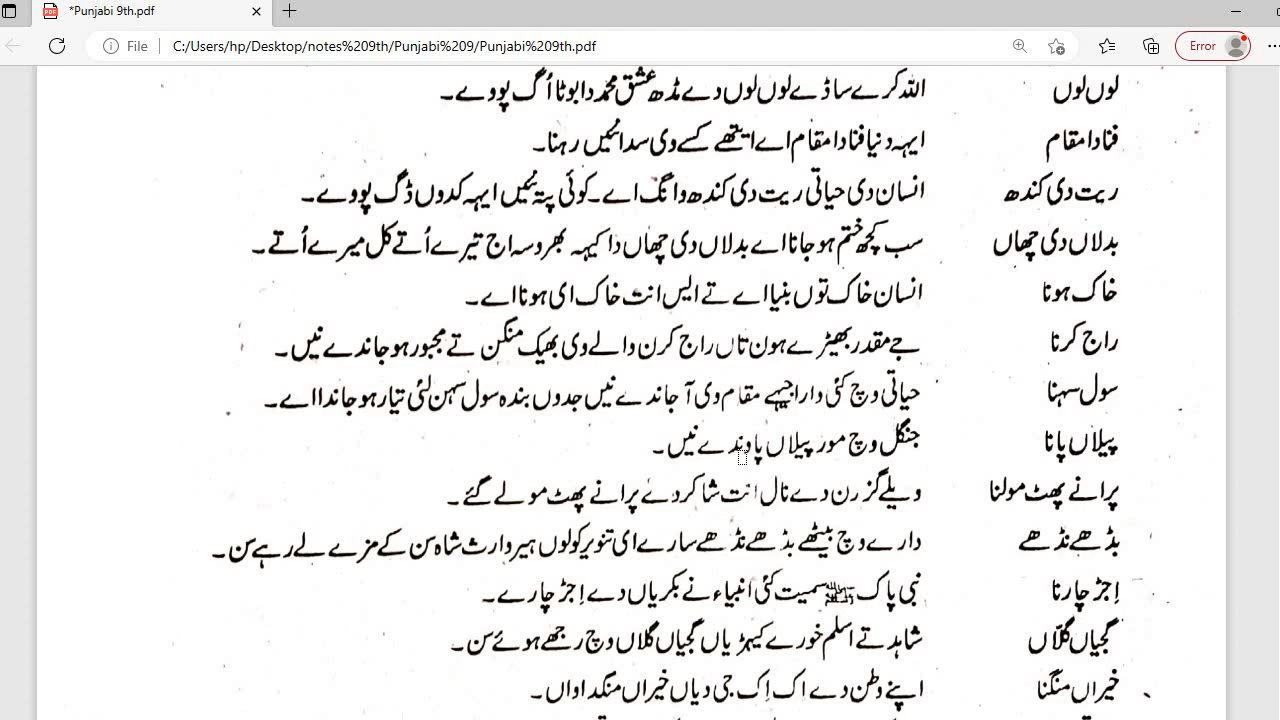 *Punjabi 9th.pdf
File C:/Users/hp/Desktop/notes%209th/Punjabi%209/Punjabi%209th.pdf Error
لوں لوں اللہ کرے ساڈے لوں لوں دے مڈھ عشق محمد دا بوٹا اُگ پووے۔
فنا دا مقام ایہہ دنیا فنا دا مقام اے ایتھے کسے وی سدا نئیں رہنا۔
ریت دی کندھ انسان دی حیاتی ریت دی کندھ وانگ اے۔ کوئی پتہ نئیں ایہہ کدوں ڈگ پووے۔
بدلاں دی چھاں سب کچھ ختم ہو جانا اے بدلاں دی چھاں دا کیہہ بھروسہ اج تیرے اُتے کل میرے اُتے۔
خاک ہونا انسان خاک توں بنیا اے تے ایس انت خاک ای ہونا اے۔
راج کرنا جے مقدر بھیڑے ہون تاں راج کرن والے وی بھیک منگن تے مجبور ہو جاندے نیں۔
سول سہنا حیاتی وچ کئی وار اجیہے مقام وی آ جاندے نیں جدوں بندہ سول سہن لئی تیار ہو جاندا اے۔
پیلاں پانا جنگل وچ مور پیلاں پاوندے نیں۔
پرانے پھٹ مولنا ویلے گزرن دے نال انت شاکر دے پرانے پھٹ مولے گئے۔
بڈھے نڈھے دارے وچ بیٹھے بڈھے نڈھے سارے ای تنویر کولوں ہیر وارث شاہ سن کے مزے لے رہے سن۔
اِجڑ چارنا نبی پاک ﷺ سمیت کئی انبیاء نے بکریاں دے اِجڑ چارے۔
گجیاں گلاّں شاہد تے اسلم خورے کیہڑیاں گجیاں گلاں وچ رجھے ہوئے سن۔
خیراں منگنا اپنے وطن دے اک اِک جی دیاں خیراں منگدا واں۔